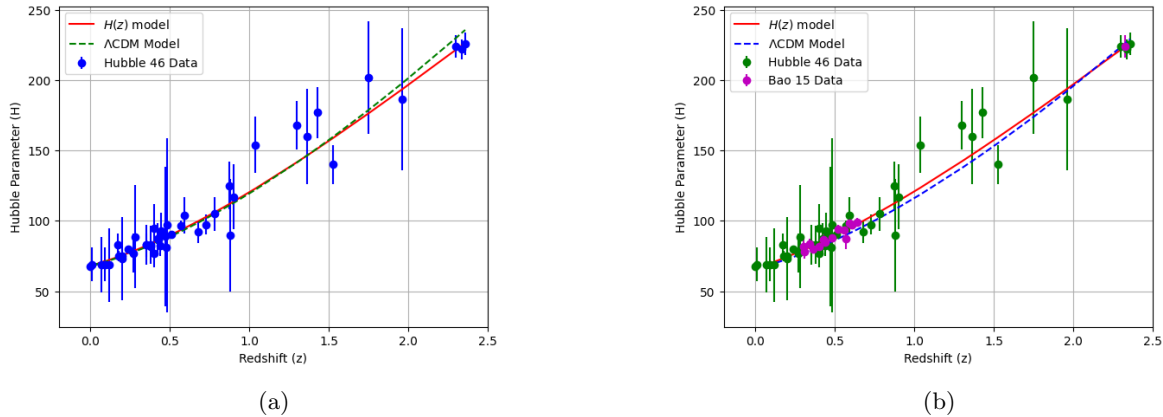 H(z) model
ΛCDM Model
Hubble 46 Data
250
200
150
100
50
Hubble Parameter (H)
0.0 0.5 1.0 1.5 2.0 2.5
Redshift (z)
(a)
H(z) model
ΛCDM Model
Hubble 46 Data
Bao 15 Data
250
200
150
100
50
Hubble Parameter (H)
0.0 0.5 1.0 1.5 2.0 2.5
Redshift (z)
(b)